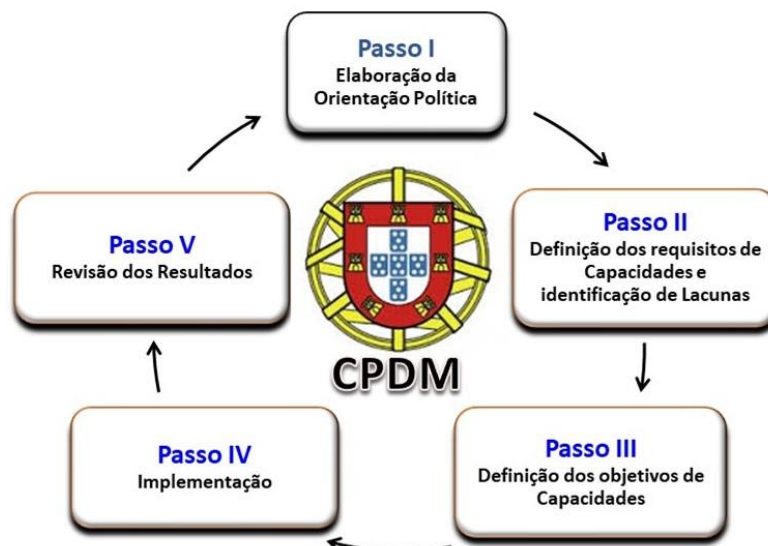 Passo I
Elaboração da
Orientação Política
Passo II
Definição dos requisitos de
Capacidades e
identificação de Lacunas
Passo III
Definição dos objetivos de
Capacidades
Passo IV
Implementação
Passo V
Revisão dos Resultados
CPDM